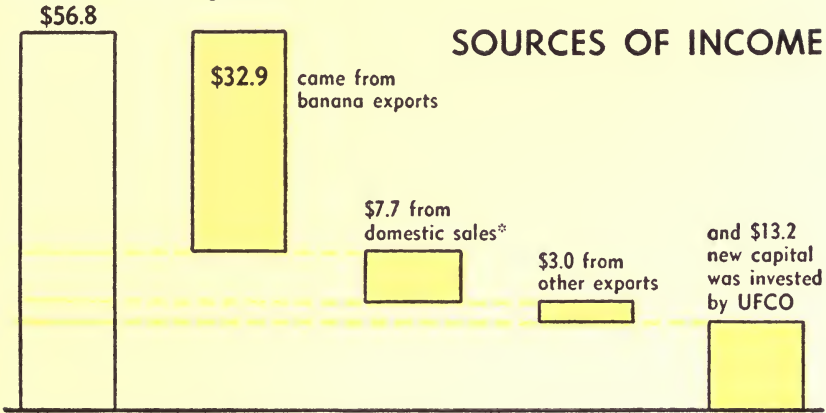 $56.8
SOURCES OF INCOME
$32.9
came from
banana exports
$7.7 from
domestic sales*
$3.0 from
other exports
and $13.2
new capital
was invested
by UFCO